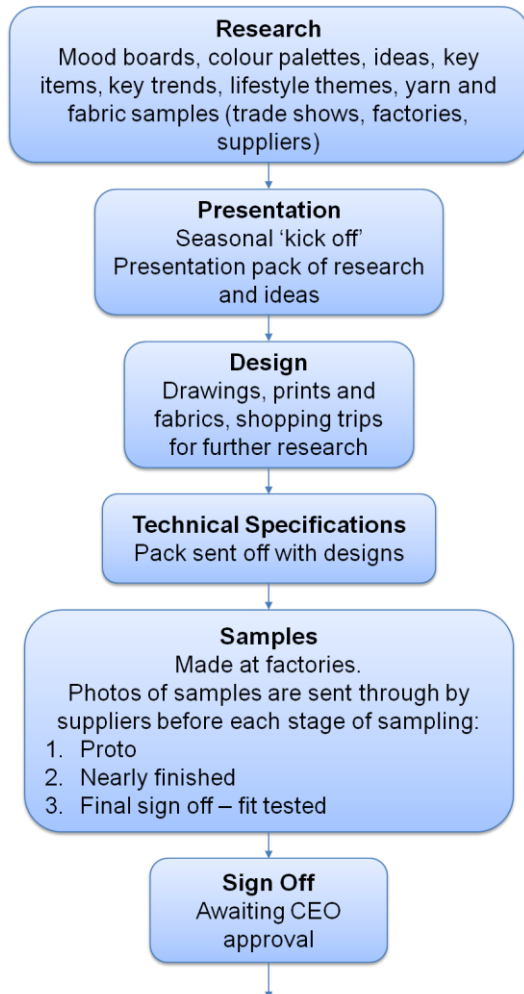 Research
Mood boards, colour palettes, ideas, key
items, key trends, lifestyle themes, yarn and
fabric samples (trade shows, factories,
suppliers)
Presentation
Seasonal ‘kick off’
Presentation pack of research
and ideas
Design
Drawings, prints and
fabrics, shopping trips
for further research
Technical Specifications
Pack sent off with designs
Samples
Made at factories.
Photos of samples are sent through by
suppliers before each stage of sampling:
1. Proto
2. Nearly finished
3. Final sign off – fit tested
Sign Off
Awaiting CEO
approval